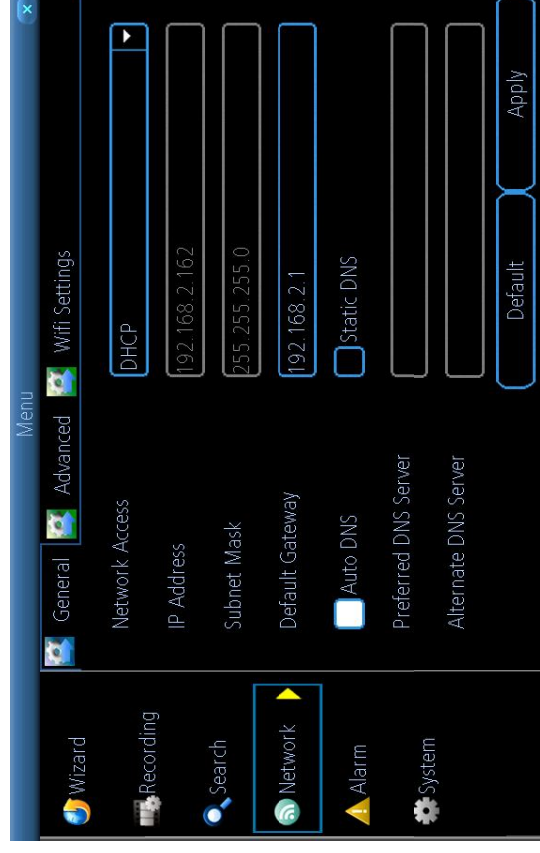 Menu
Wizard
Recording
Search
Network
Alarm
System
General Advanced Wifi Settings
Network Access DHCP
IP Address 192.168.2.162
Subnet Mask 255.255.255.0
Default Gateway 192.168.2.1
Auto DNS Static DNS
Preferred DNS Server
Alternate DNS Server
Default Apply